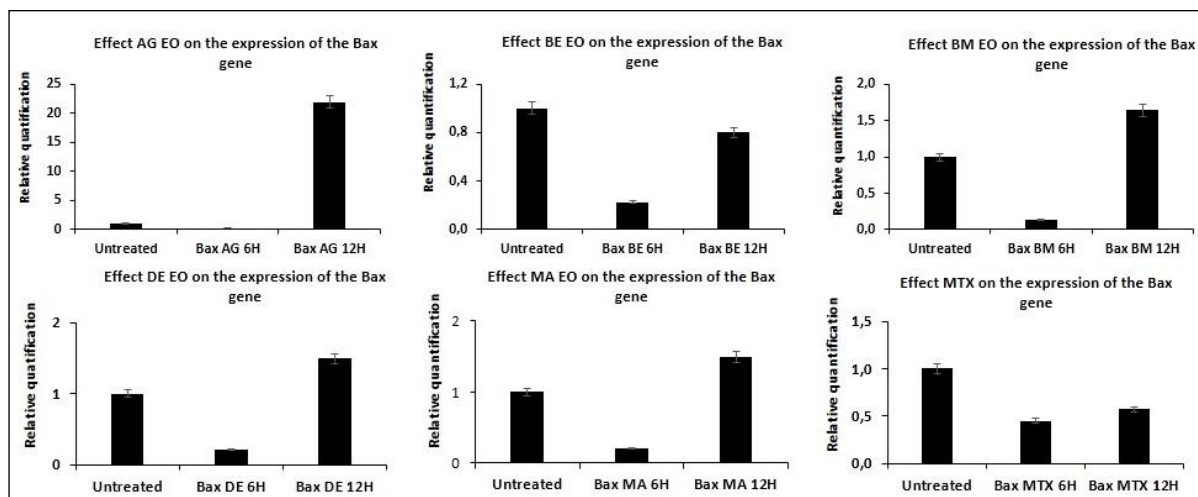 Effect AG EO on the expression of the Bax
gene
Relative quatification
25
20
15
10
5
0
Untreated
Bax AG 6H
Bax AG 12H
Effect BE EO on the expression of the Bax
gene
Relative quantification
1,2
0,8
0,4
0,0
Untreated
Bax BE 6H
Bax BE 12H
Effect BM EO on the expression of the Bax
gene
Relative quantification
2,0
1,5
1,0
0,5
0,0
Untreated
Bax BM 6H
Bax BM 12H
Effect DE EO on the expression of the Bax
gene
Relative quantification
2
1
0
Untreated
Bax DE 6H
Bax DE 12H
Effect MA EO on the expression of the Bax
gene
Relative quantification
2
1
0
Untreated
Bax MA 6H
Bax MA 12H
Effect MTX on the expression of the Bax
gene
Relative quantification
1,5
1,0
0,5
0,0
Untreated
Bax MTX 6H
Bax MTX 12H